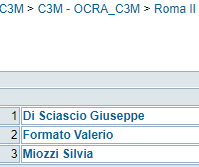 C3M > C3M - OCRA_C3M > Roma II
1 Di Sciascio Giuseppe
2 Formato Valerio
3 Miozzi Silvia